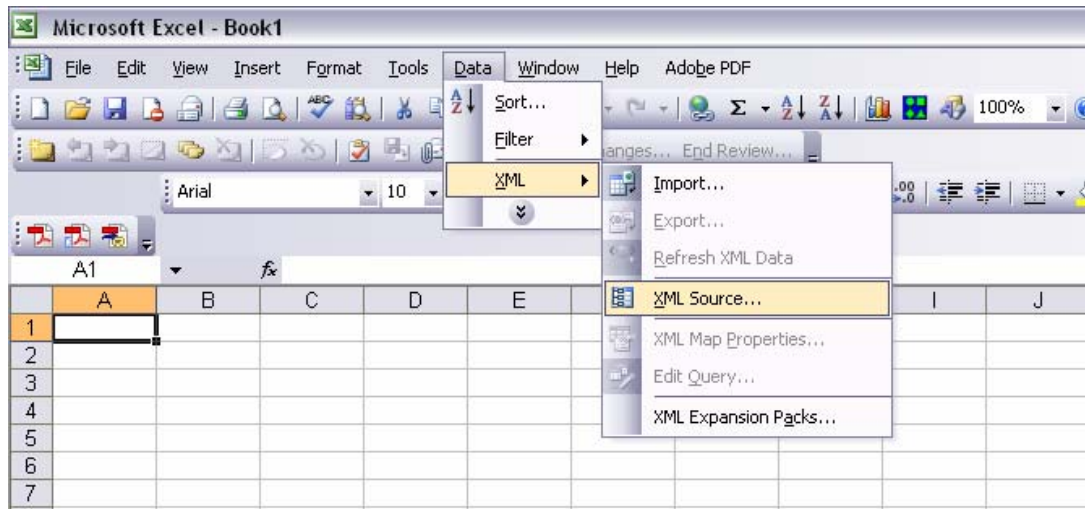 Microsoft Excel - Book1
File Edit View Insert Format Tools Data Window Help Adobe PDF
Sort...
100%
Filter
anges... End Review...
XML
Import...
Arial 10
Export...
Refresh XML Data
A1 fx
A B C D E I J
XML Source...
1
XML Map Properties...
2
3
Edit Query...
4
XML Expansion Packs...
5
6
7